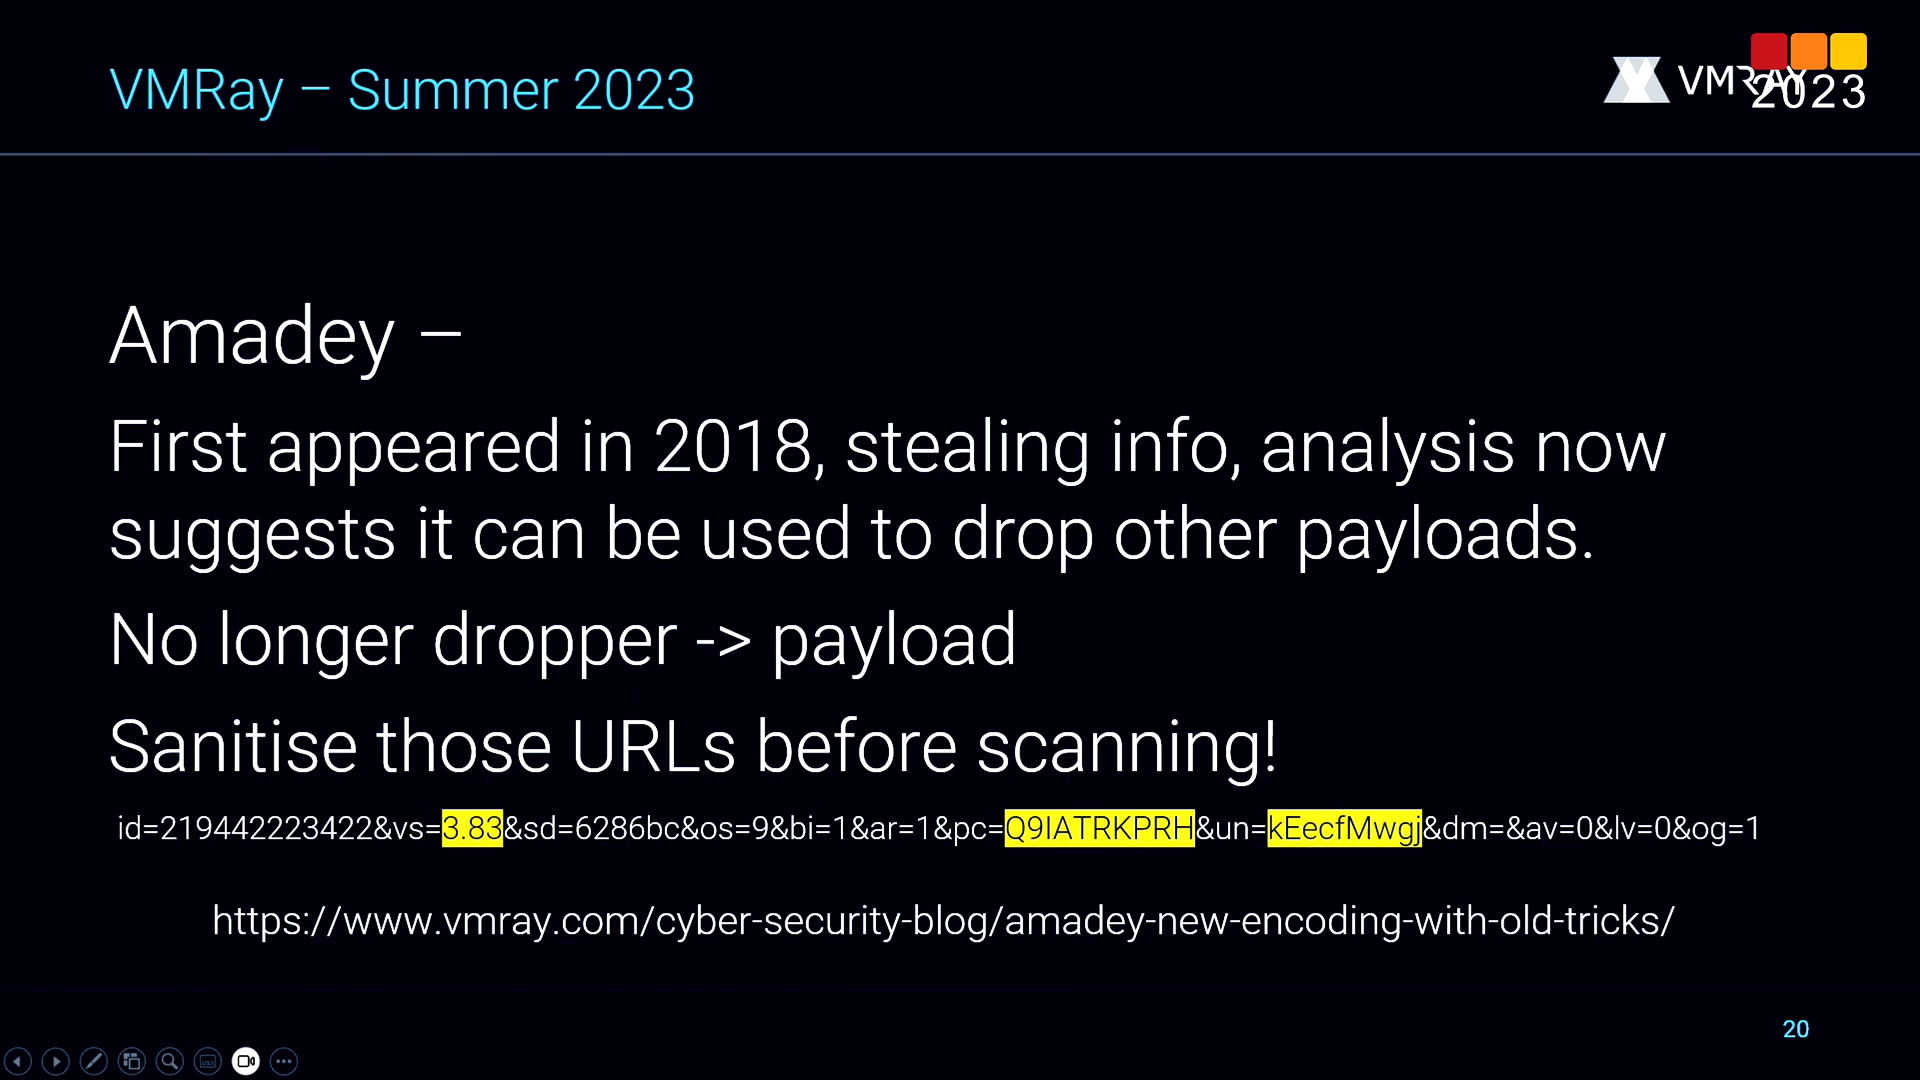 VMRay – Summer 2023
VMRAY
2023
Amadey –
First appeared in 2018, stealing info, analysis now
suggests it can be used to drop other payloads.
No longer dropper -> payload
Sanitise those URLs before scanning!
id=219442223422&vs=3.83&sd=6286bc&os=9&bi=1&ar=1&pc=Q9IATRKPRH&un=kEecfMwgj&dm=&av=0&lv=0&og=1
https://www.vmray.com/cyber-security-blog/amadey-new-encoding-with-old-tricks/
20